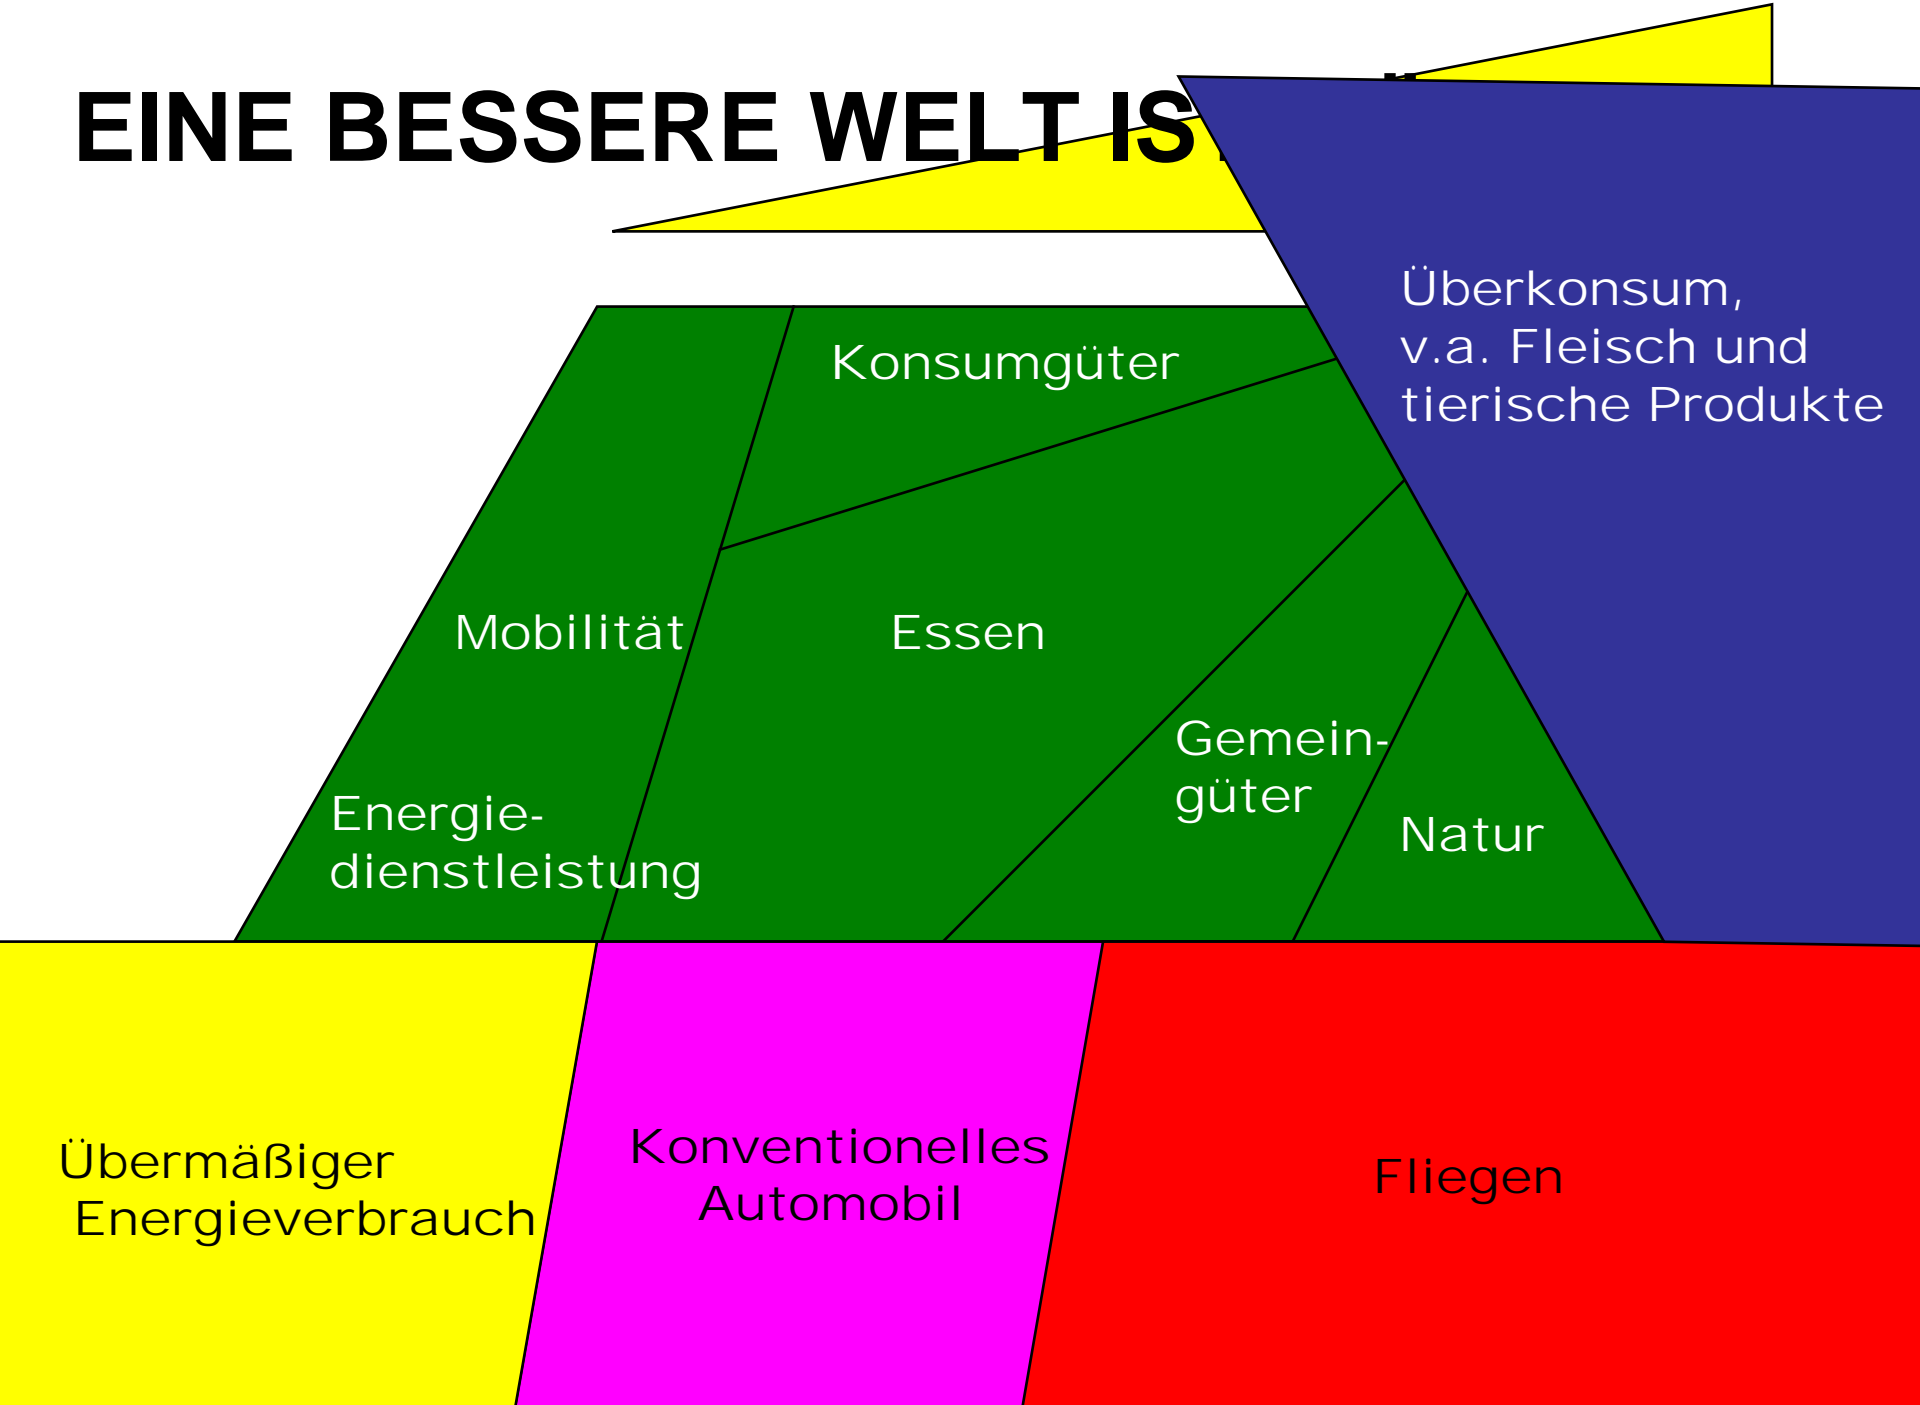 EINE BESSERE WELT IS
Überkonsum,
v.a. Fleisch und
tierische Produkte
Konsumgüter
Mobilität
Essen
Gemein-
güter
Energie-
dienstleistung
Natur
Übermäßiger
Energieverbrauch
Konventionelles
Automobil
Fliegen